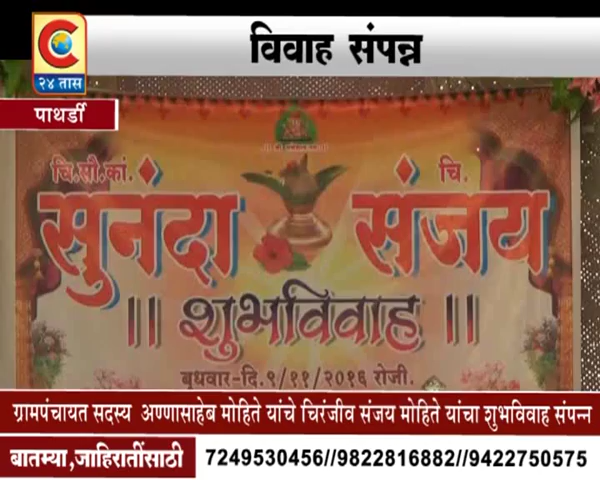 C
२४ तास
विवाह संपन्न
पाथर्डी
चि.सौ.कां.
चि.
सुनंदा संजय
॥ शुभविवाह ॥
बुधवार-दि.९/११/२०१६ रोजी.
ग्रामपंचायत सदस्य अण्णासाहेब मोहिते यांचे चिरंजीव संजय मोहिते यांचा शुभविवाह संपन्न
बातम्या,जाहिरातींसाठी
7249530456//9822816882//9422750575